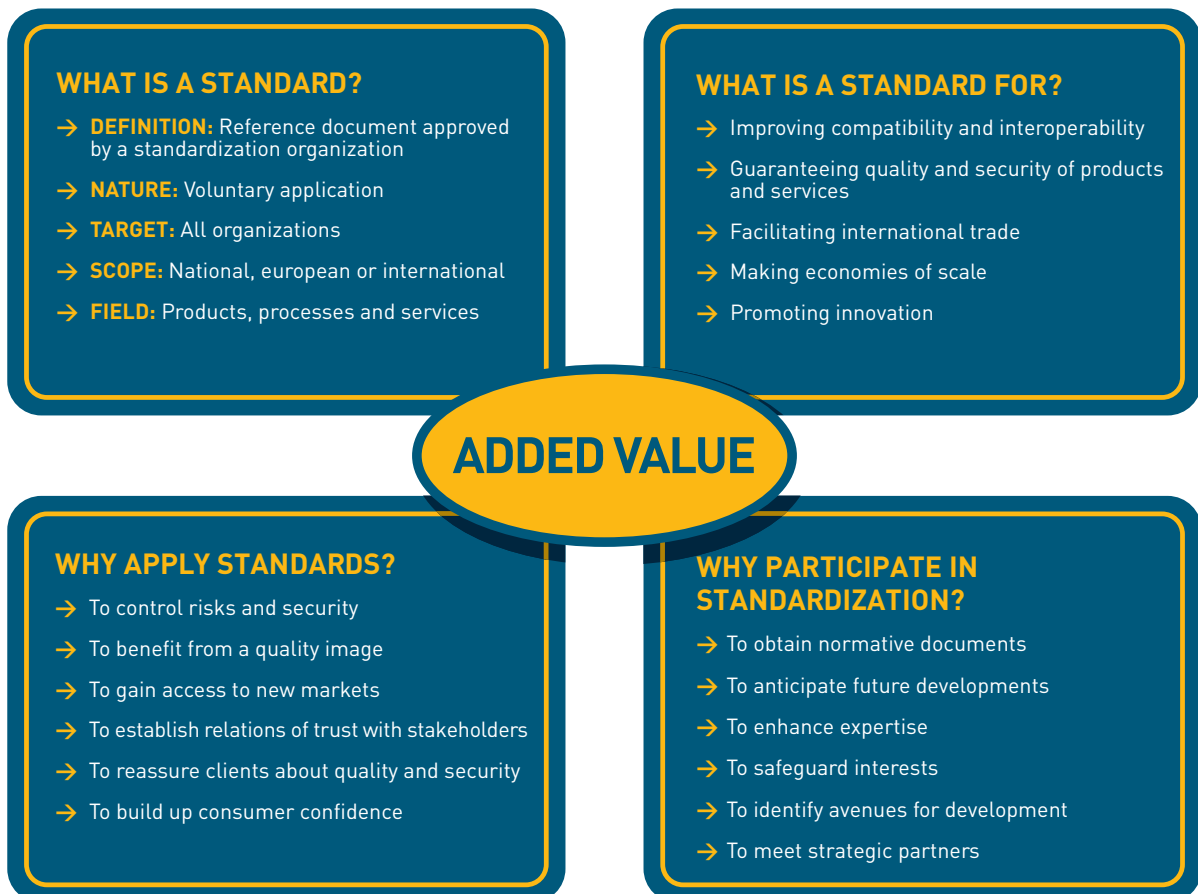 WHAT IS A STANDARD?
→ DEFINITION: Reference document approved
by a standardization organization
→ NATURE: Voluntary application
→ TARGET: All organizations
→ SCOPE: National, european or international
→ FIELD: Products, processes and services
WHAT IS A STANDARD FOR?
→ Improving compatibility and interoperability
→ Guaranteeing quality and security of products
and services
→ Facilitating international trade
→ Making economies of scale
→ Promoting innovation
ADDED VALUE
WHY APPLY STANDARDS?
→ To control risks and security
→ To benefit from a quality image
→ To gain access to new markets
→ To establish relations of trust with stakeholders
→ To reassure clients about quality and security
→ To build up consumer confidence
WHY PARTICIPATE IN
STANDARDIZATION?
→ To obtain normative documents
→ To anticipate future developments
→ To enhance expertise
→ To safeguard interests
→ To identify avenues for development
→ To meet strategic partners